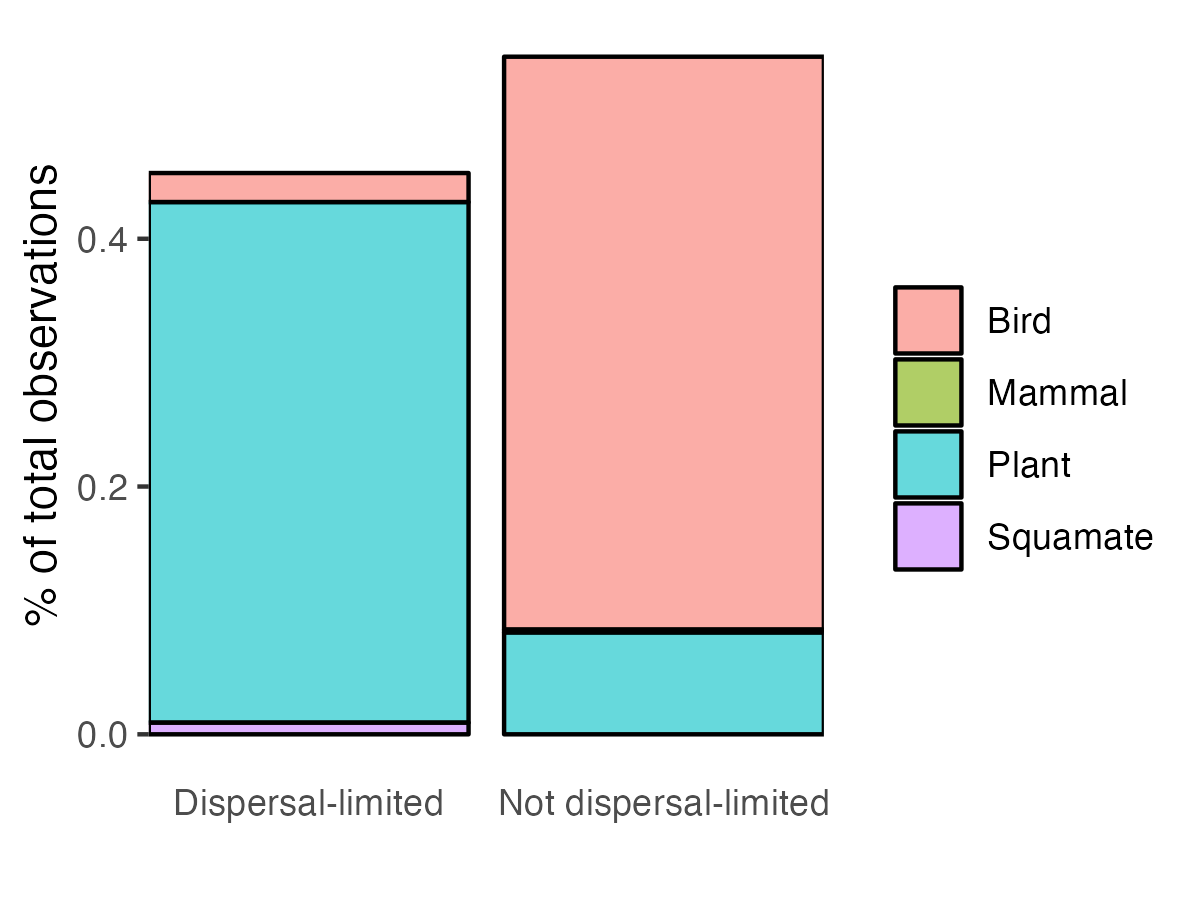 % of total observations
0.4
0.2
0.0
Dispersal-limited
Not dispersal-limited
Bird
Mammal
Plant
Squamate